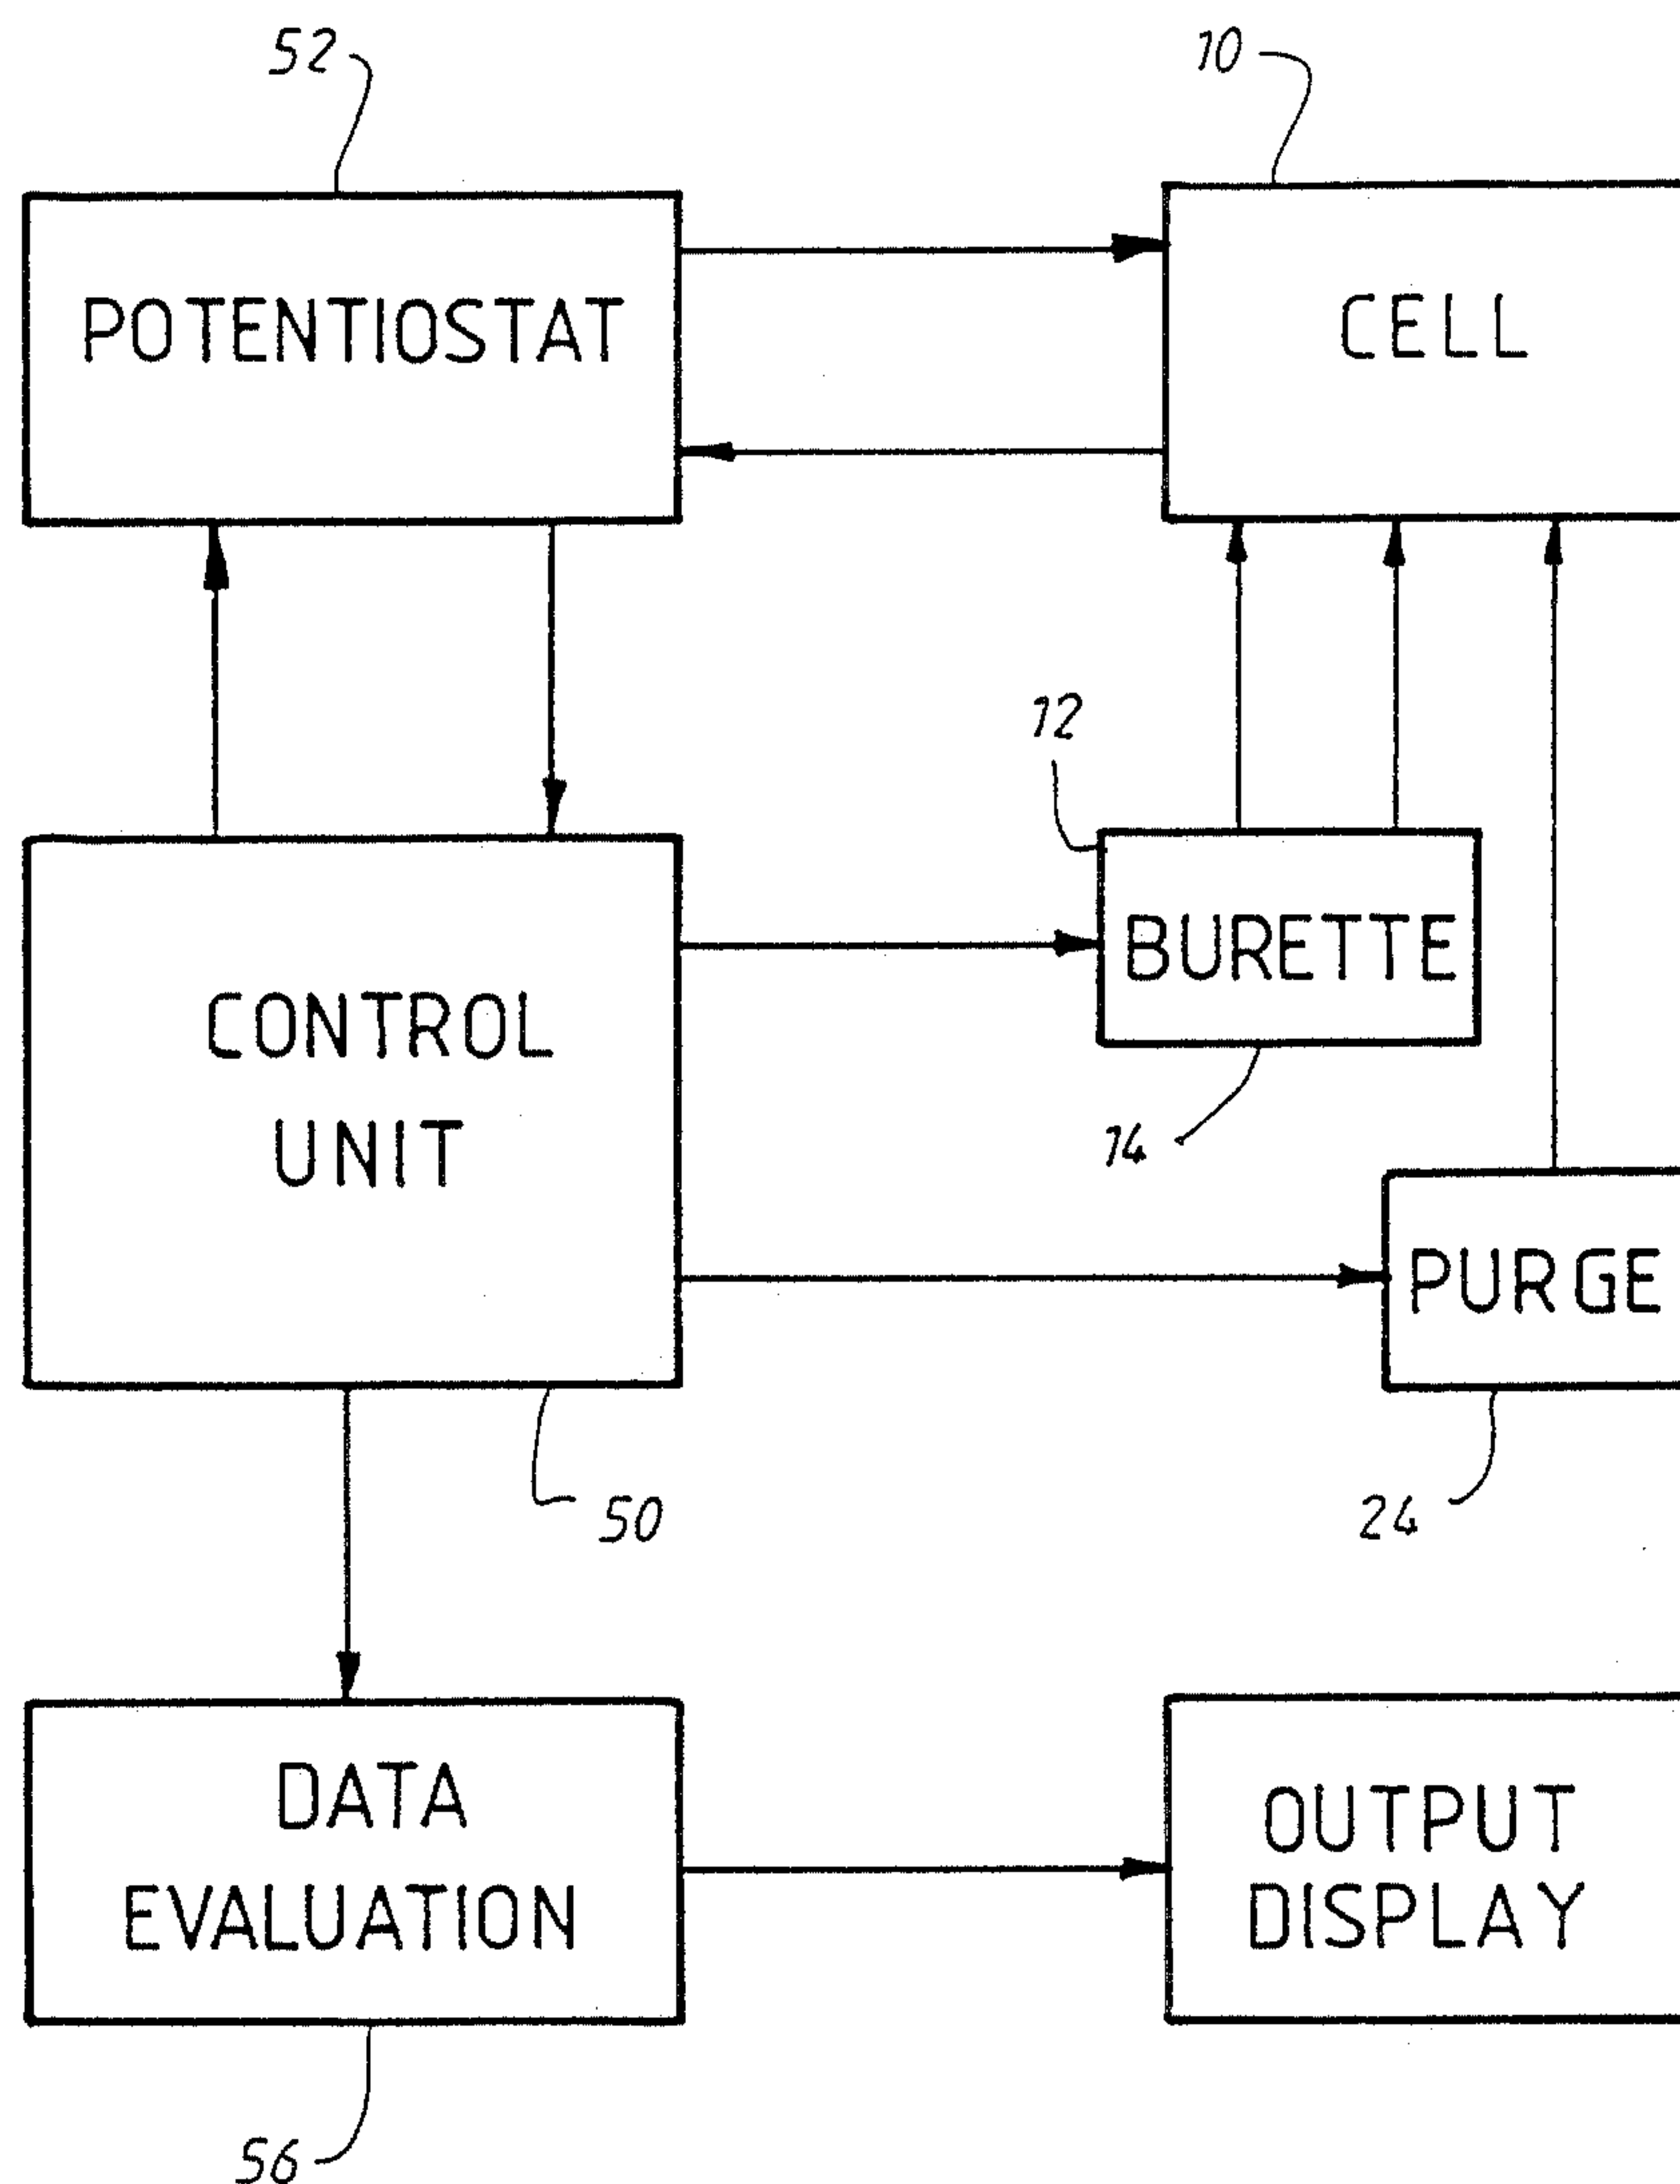 52
10
POTENTIOSTAT
CELL
12
BURETTE
CONTROL
UNIT
14
PURGE
50
24
DATA
EVALUATION
OUTPUT
DISPLAY
56